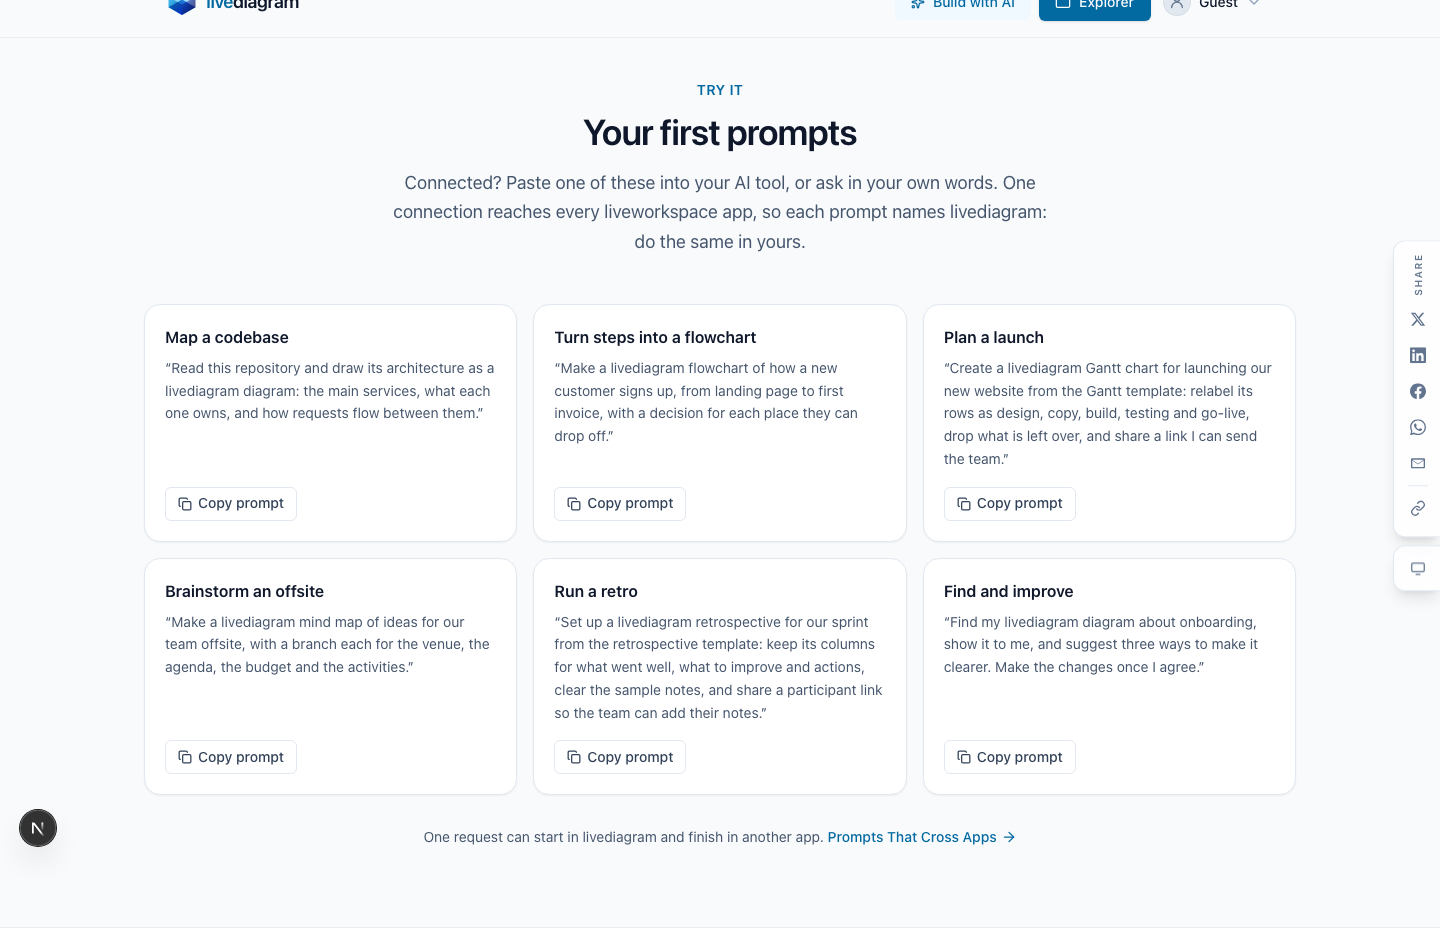 livediagram
Build with AI
Explorer
Guest
TRY IT
Your first prompts
Connected? Paste one of these into your AI tool, or ask in your own words. One
connection reaches every liveworkspace app, so each prompt names livediagram:
do the same in yours.
SHARE
Map a codebase
“Read this repository and draw its architecture as a
livediagram diagram: the main services, what each
one owns, and how requests flow between them.”
Copy prompt
Turn steps into a flowchart
“Make a livediagram flowchart of how a new
customer signs up, from landing page to first
invoice, with a decision for each place they can
drop off.”
Copy prompt
Plan a launch
“Create a livediagram Gantt chart for launching our
new website from the Gantt template: relabel its
rows as design, copy, build, testing and go-live,
drop what is left over, and share a link I can send
the team.”
Copy prompt
Brainstorm an offsite
“Make a livediagram mind map of ideas for our
team offsite, with a branch each for the venue, the
agenda, the budget and the activities.”
Copy prompt
Run a retro
“Set up a livediagram retrospective for our sprint
from the retrospective template: keep its columns
for what went well, what to improve and actions,
clear the sample notes, and share a participant link
so the team can add their notes.”
Copy prompt
Find and improve
“Find my livediagram diagram about onboarding,
show it to me, and suggest three ways to make it
clearer. Make the changes once I agree.”
Copy prompt
One request can start in livediagram and finish in another app. Prompts That Cross Apps →